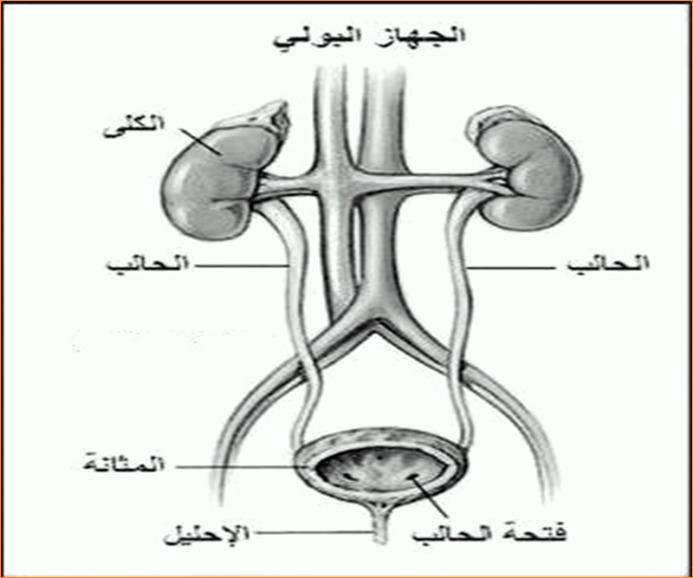 الجهاز البولي
الكلى
الحالب
الحالب
المثانة
فتحة الحالب
الإحليل